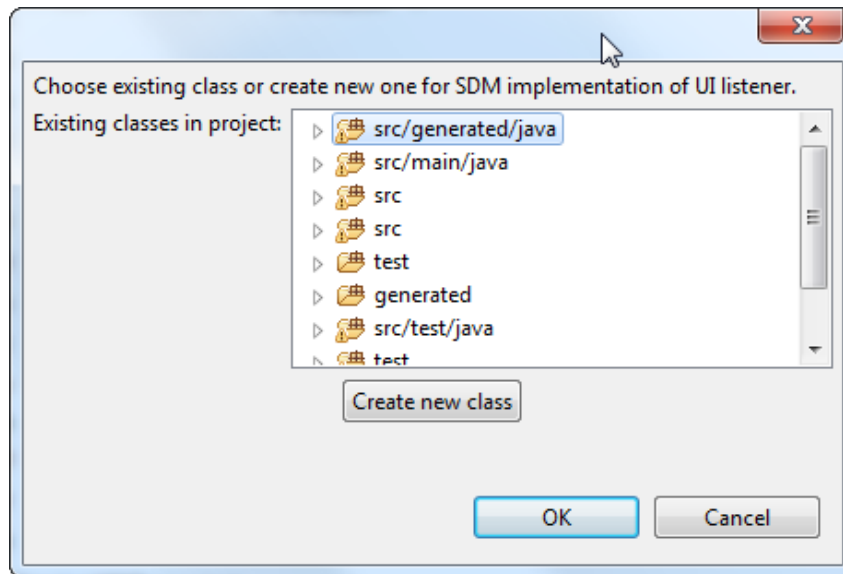 Choose existing class or create new one for SDM implementation of UI listener.
Existing classes in project:
src/generated/java
src/main/java
src
src
test
generated
src/test/java
test
Create new class
OK
Cancel